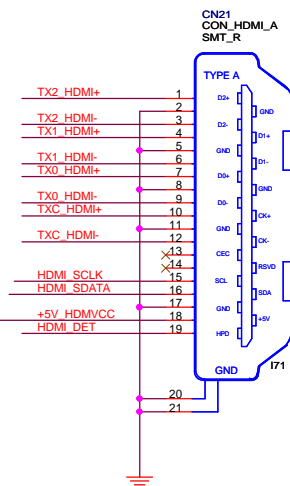 CN21
CON_HDMI_A
SMT_R
TYPE A
TX2_HDMI+ 1 D2+
2 GND
TX2_HDMI- 3 D2-
TX1_HDMI+ 4 D1+
5 GND
TX1_HDMI- 6 D1-
TX0_HDMI+ 7 D0+
8 GND
TX0_HDMI- 9 D0-
TXC_HDMI+ 10 CK+
11 GND
TXC_HDMI- 12 CK-
13 CEC
14 RSVD
HDMI_SCLK 15 SCL
HDMI_SDATA 16 SDA
17 GND
+5V_HDMVCC 18 +5V
HDMI_DET 19 HPD
I71
GND
20
21